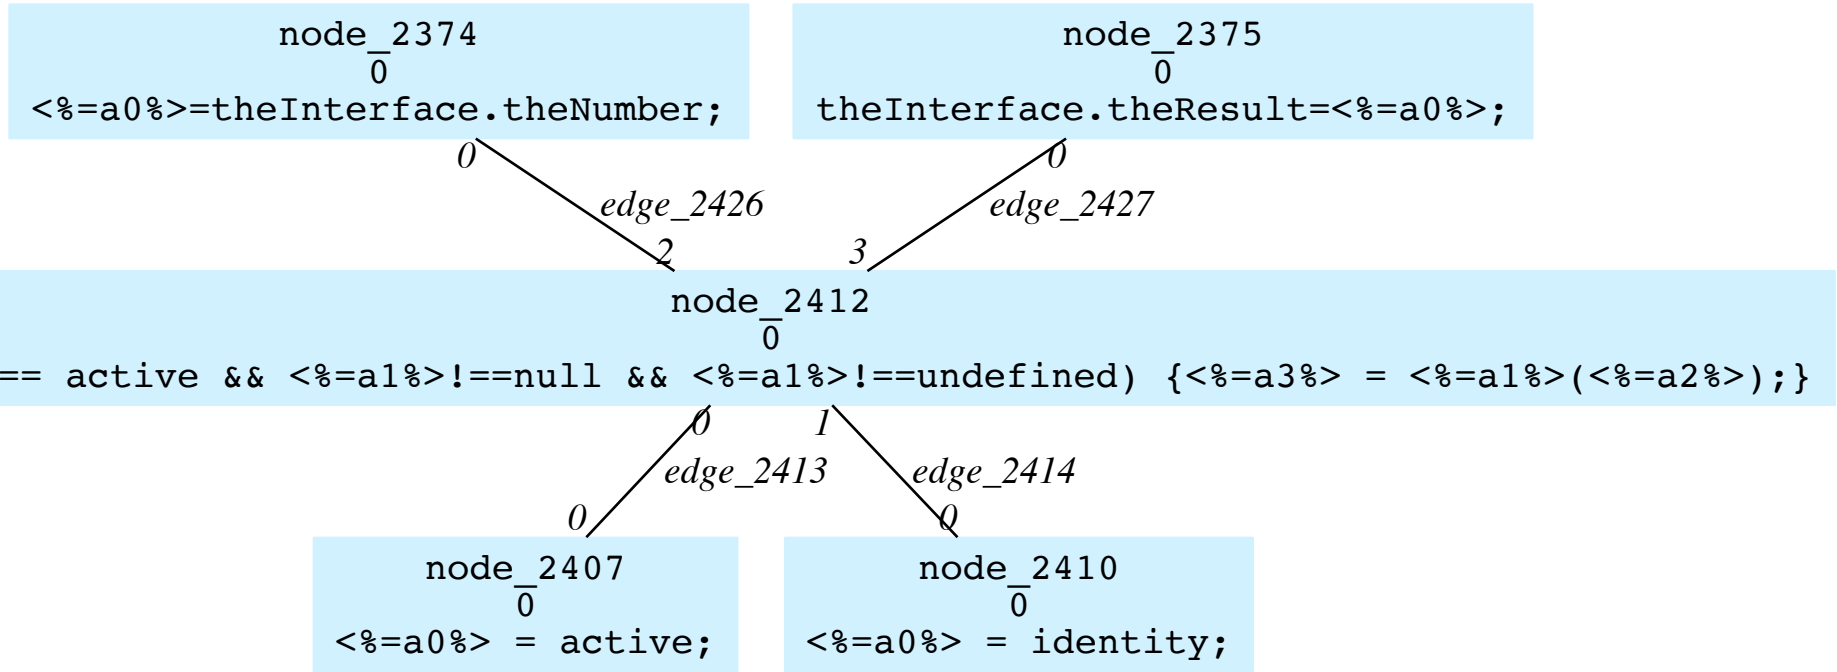 node_2374
0
<%=a0%>=theInterface.theNumber;
node_2375
0
theInterface.theResult=<%=a0%>;
0
0
edge_2426
edge_2427
2
3
node_2412
0
== active && <%=a1%>!==null && <%=a1%>!==undefined) {<%=a3%> = <%=a1%>(<%=a2%>);}
0
1
edge_2413
edge_2414
0
0
node_2407
0
<%=a0%> = active;
node_2410
0
<%=a0%> = identity;